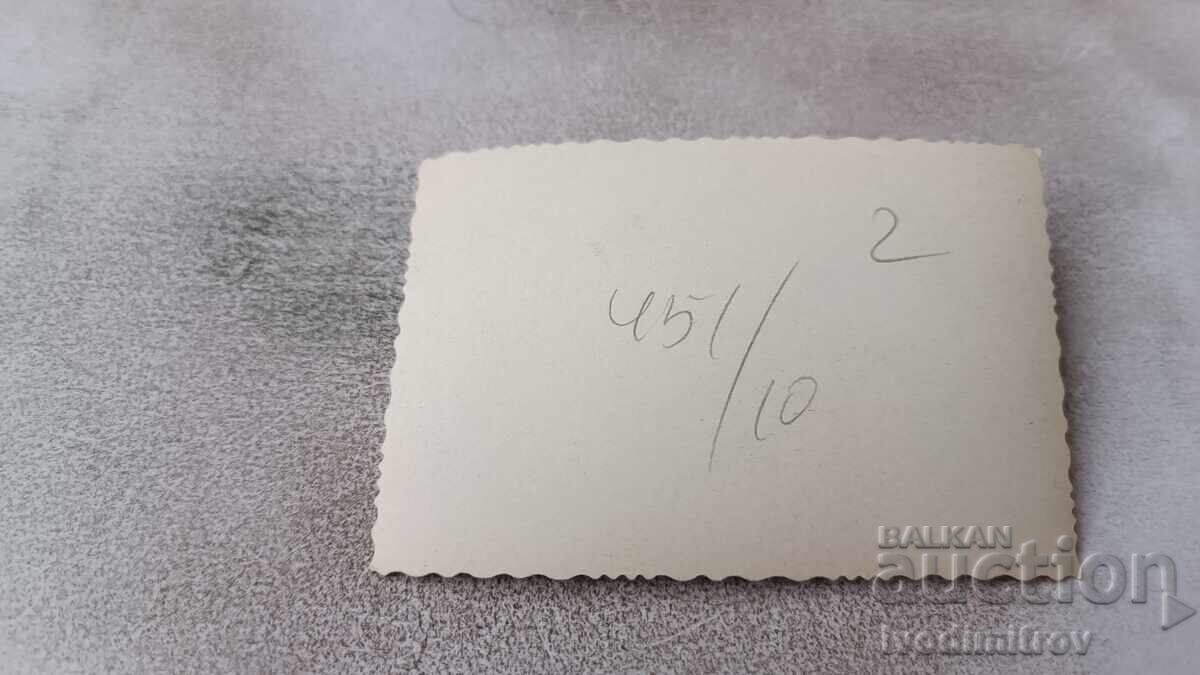 2
451/10
BALKAN
auction
ivodimitrov